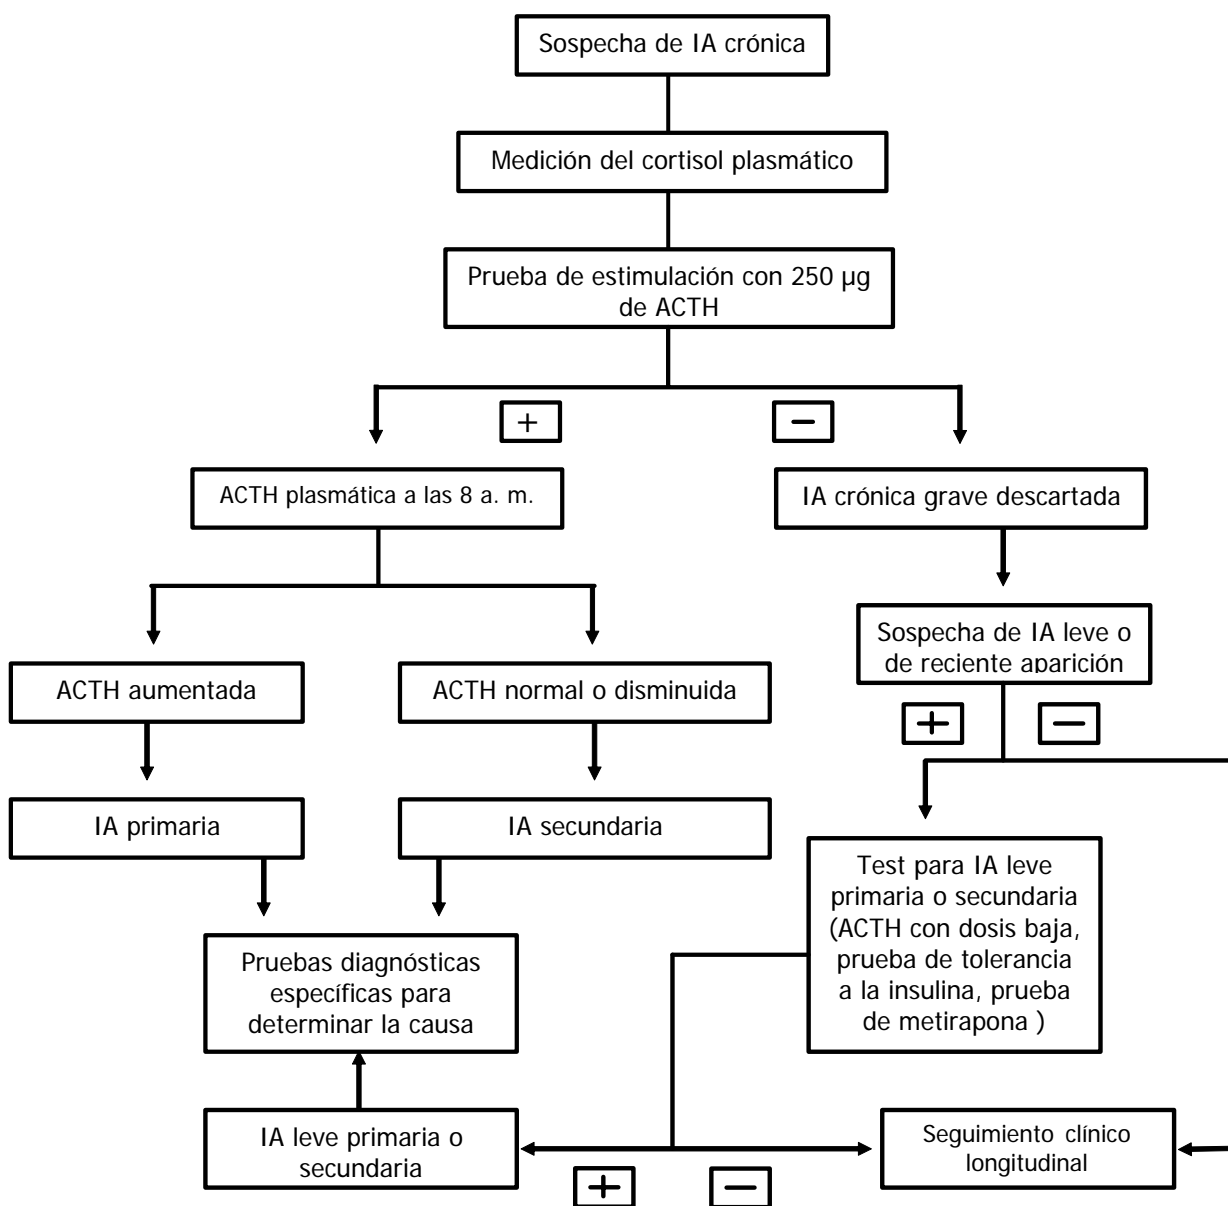 Sospecha de IA crónica
Medición del cortisol plasmático
Prueba de estimulación con 250 µg
de ACTH
+
−
ACTH plasmática a las 8 a. m.
IA crónica grave descartada
Sospecha de IA leve o
de reciente aparición
ACTH aumentada
ACTH normal o disminuida
+
−
IA primaria
IA secundaria
Test para IA leve
primaria o secundaria
(ACTH con dosis baja,
prueba de tolerancia
a la insulina, prueba
de metirapona )
Pruebas diagnósticas
específicas para
determinar la causa
IA leve primaria o
secundaria
Seguimiento clínico
longitudinal
+
−